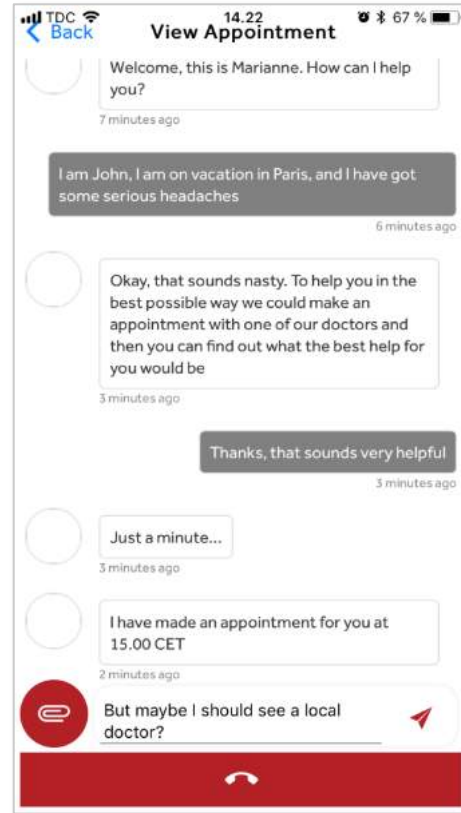 TDC 14.22 67 %
Back View Appointment
Welcome, this is Marianne. How can I help
you?
7 minutes ago
I am John, I am on vacation in Paris, and I have got
some serious headaches
6 minutes ago
Okay, that sounds nasty. To help you in the
best possible way we could make an
appointment with one of our doctors and
then you can find out what the best help for
you would be
3 minutes ago
Thanks, that sounds very helpful
3 minutes ago
Just a minute...
3 minutes ago
I have made an appointment for you at
15.00 CET
2 minutes ago
But maybe I should see a local
doctor?